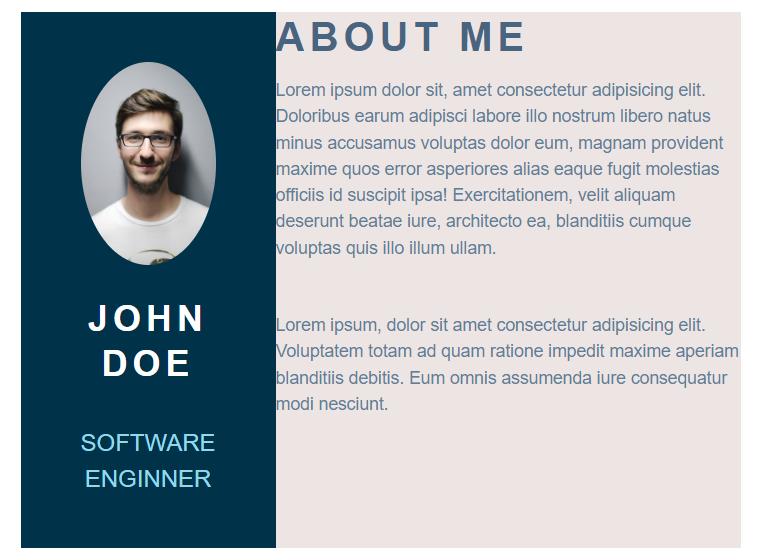 ABOUT ME
Lorem ipsum dolor sit, amet consectetur adipisicing elit.
Doloribus earum adipisci labore illo nostrum libero natus
minus accusamus voluptas dolor eum, magnam provident
maxime quos error asperiores alias eaque fugit molestias
officiis id suscipit ipsa! Exercitationem, velit aliquam
deserunt beatae iure, architecto ea, blanditiis cumque
voluptas quis illo illum ullam.
Lorem ipsum, dolor sit amet consectetur adipisicing elit.
Voluptatem totam ad quam ratione impedit maxime aperiam
blanditiis debitis. Eum omnis assumenda iure consequatur
modi nesciunt.
JOHN
DOE
SOFTWARE
ENGINNER